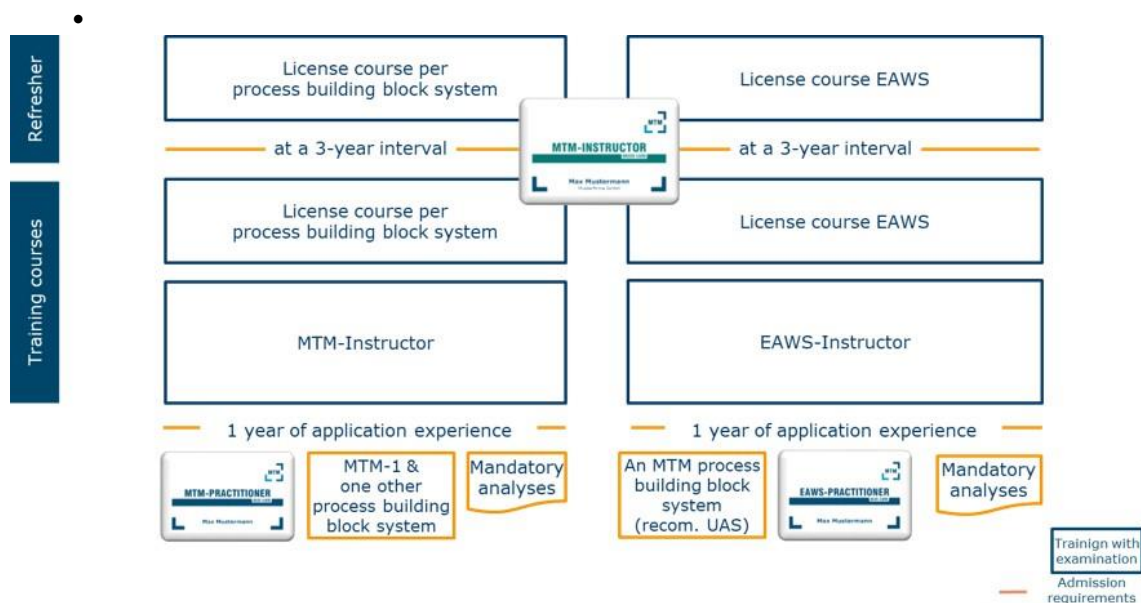 Refresher
License course per
process building block system
License course EAWS
at a 3-year interval
at a 3-year interval
MTM
MTM-INSTRUCTOR
Max Mustermann
Training courses
License course per
process building block system
License course EAWS
MTM-Instructor
EAWS-Instructor
1 year of application experience
1 year of application experience
MTM
MTM-PRACTITIONER
Max Mustermann
MTM-1 &
one other
process building
block system
Mandatory
analyses
An MTM process
building block
system
(recom. UAS)
MTM
EAWS-PRACTITIONER
Max Mustermann
Mandatory
analyses
Trainign with
examination
Admission
requirements